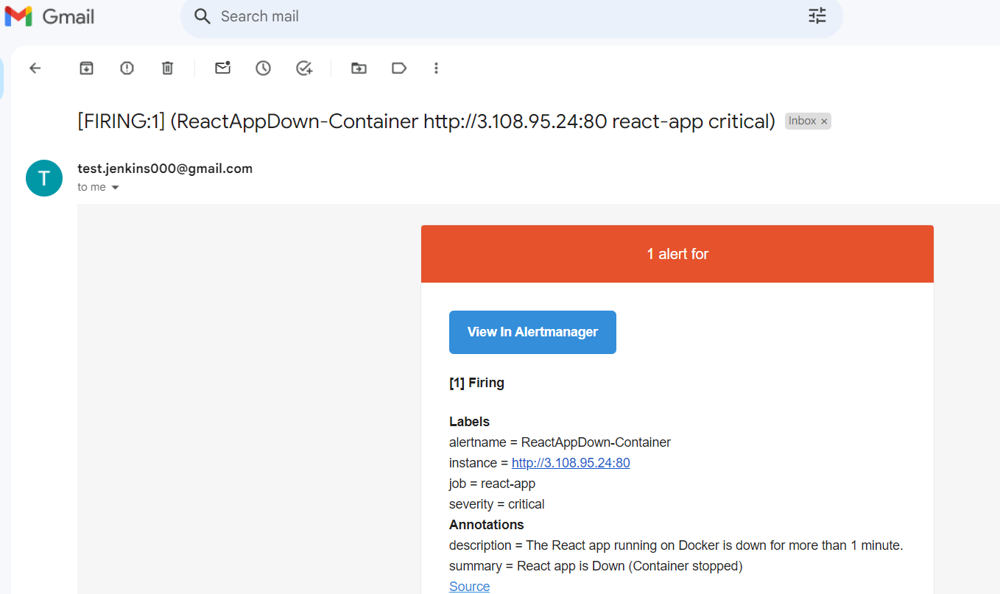 Gmail
Search mail
[FIRING:1] (ReactAppDown-Container http://3.108.95.24:80 react-app critical) Inbox ×
T
test.jenkins000@gmail.com
to me
1 alert for
View In Alertmanager
[1] Firing
Labels
alertname = ReactAppDown-Container
instance = http://3.108.95.24:80
job = react-app
severity = critical
Annotations
description = The React app running on Docker is down for more than 1 minute.
summary = React app is Down (Container stopped)
Source